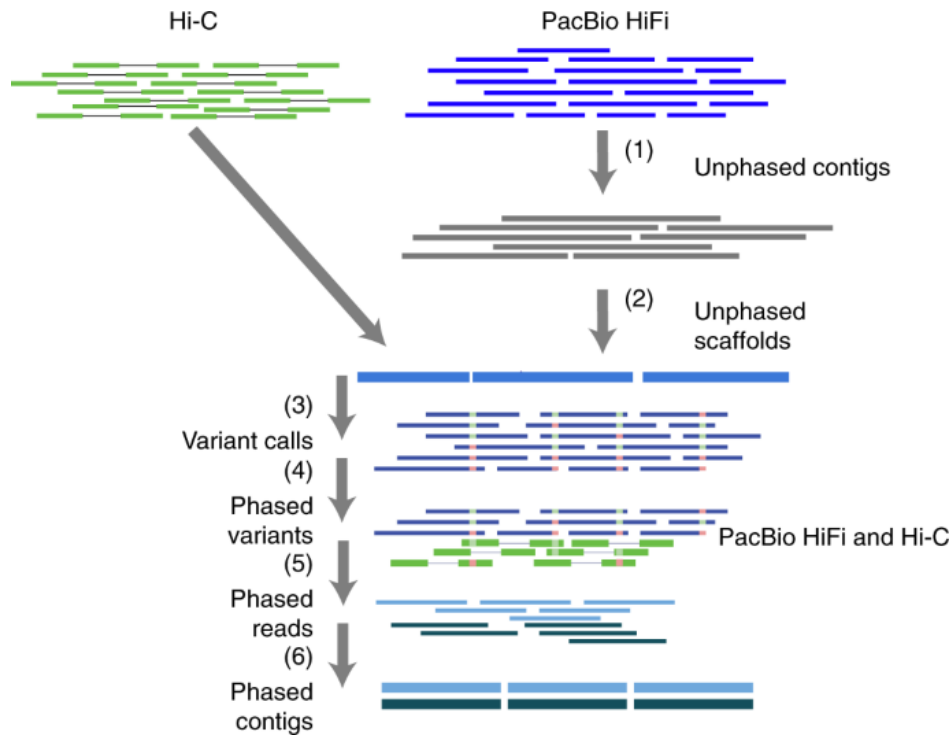 Hi-C
PacBio HiFi
(1)
Unphased contigs
(2)
Unphased
scaffolds
(3)
Variant calls
(4)
Phased
variants
PacBio HiFi and Hi-C
(5)
Phased
reads
(6)
Phased
contigs